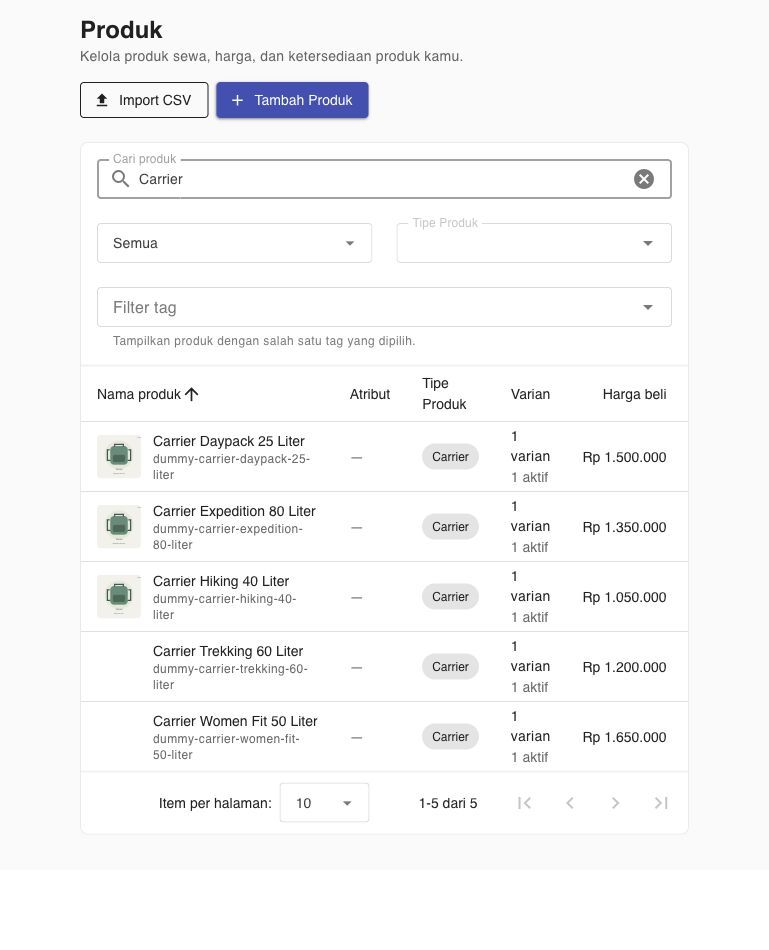 Produk
Kelola produk sewa, harga, dan ketersediaan produk kamu.
Import CSV
Tambah Produk
Cari produk
Carrier
Semua
Tipe Produk
Filter tag
Tampilkan produk dengan salah satu tag yang dipilih.
Nama produk Atribut Tipe Produk Varian Harga beli
Carrier Daypack 25 Liter
dummy-carrier-daypack-25-
liter
—
Carrier
1
varian
1 aktif
Rp 1.500.000
Carrier Expedition 80 Liter
dummy-carrier-expedition-
80-liter
—
Carrier
1
varian
1 aktif
Rp 1.350.000
Carrier Hiking 40 Liter
dummy-carrier-hiking-40-
liter
—
Carrier
1
varian
1 aktif
Rp 1.050.000
Carrier Trekking 60 Liter
dummy-carrier-trekking-60-
liter
—
Carrier
1
varian
1 aktif
Rp 1.200.000
Carrier Women Fit 50 Liter
dummy-carrier-women-fit-
50-liter
—
Carrier
1
varian
1 aktif
Rp 1.650.000
Item per halaman: 10 1-5 dari 5